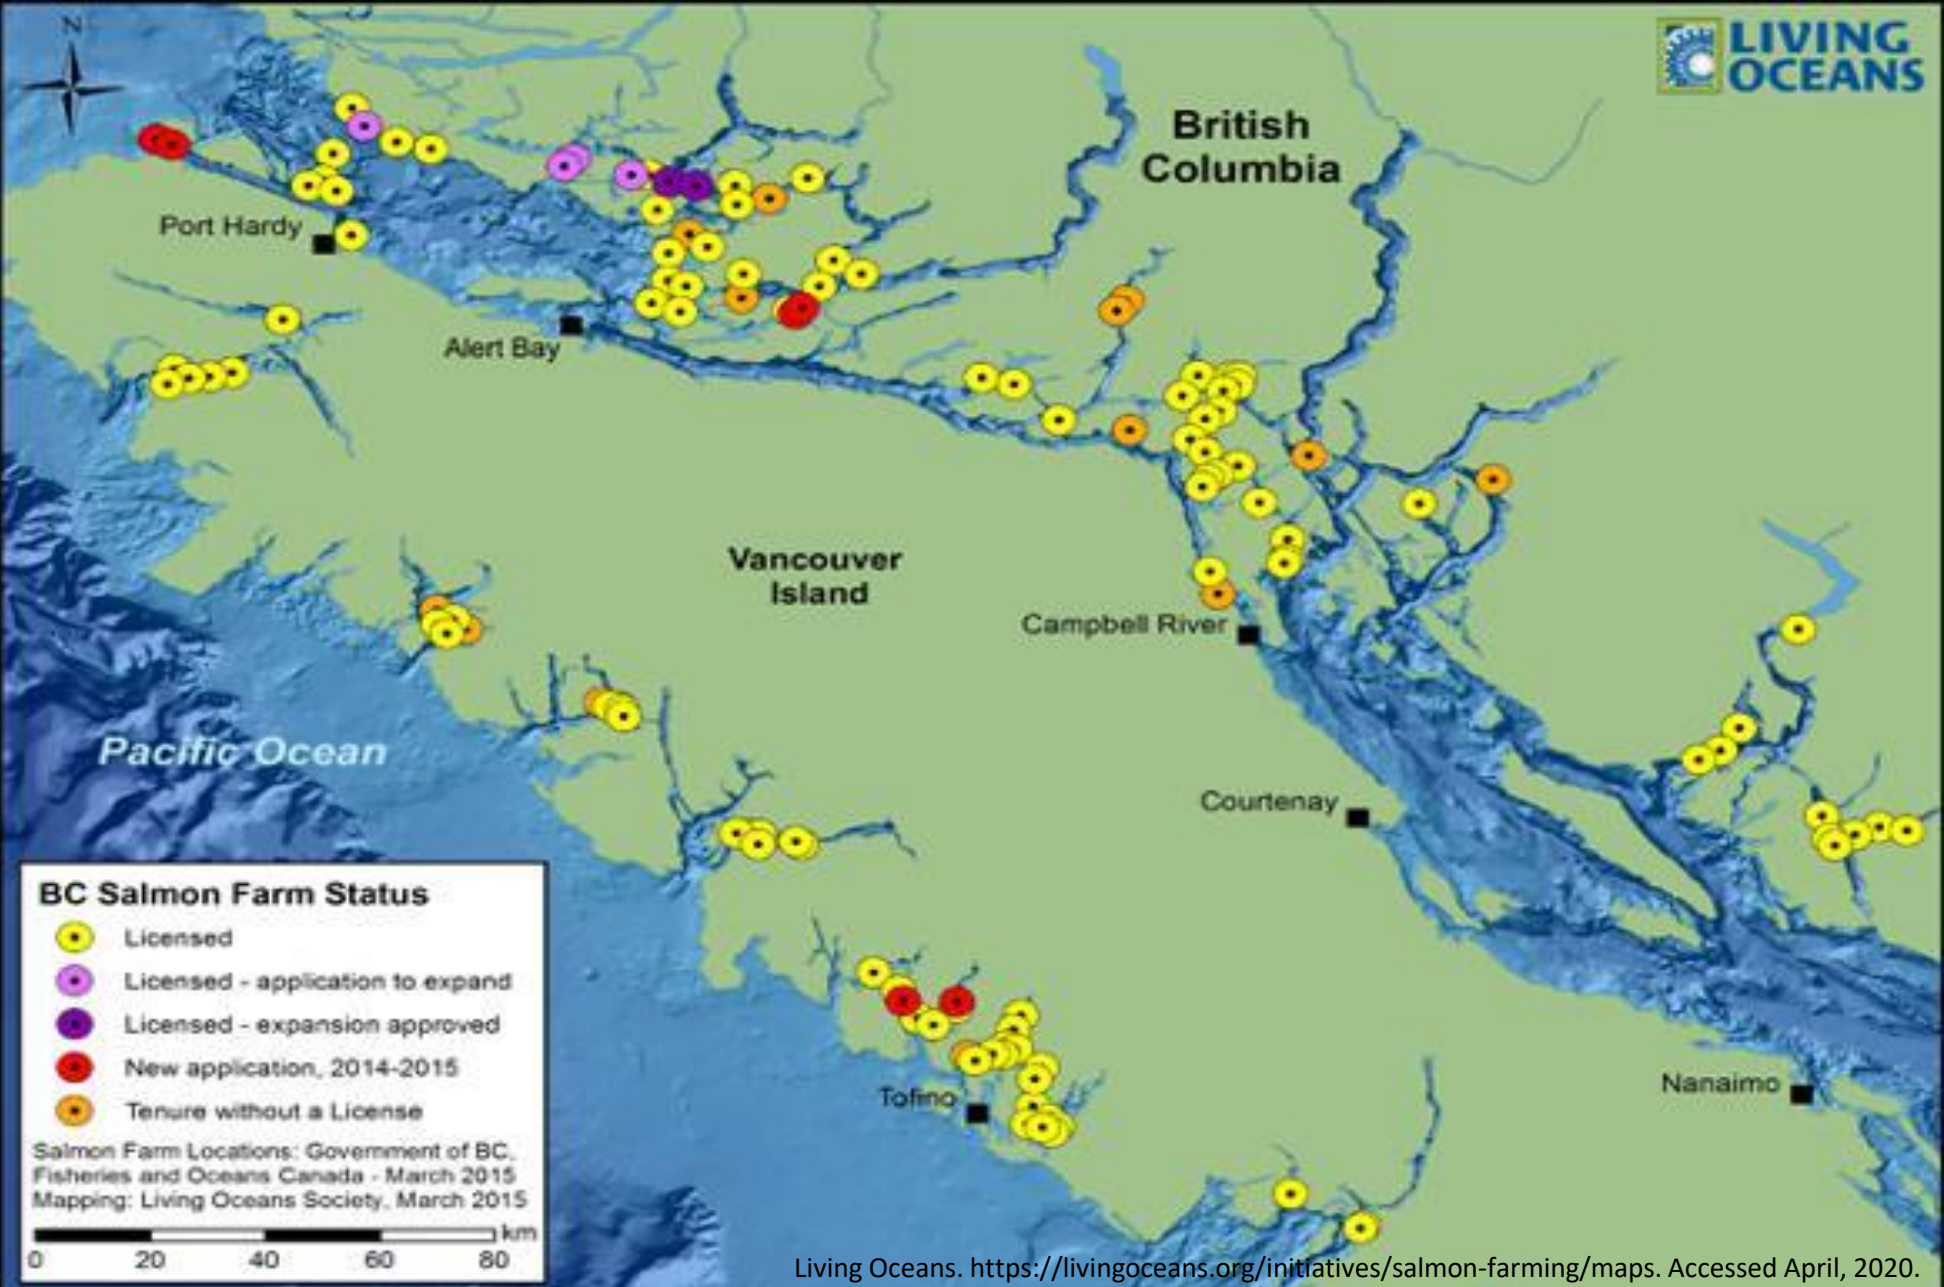 N
LIVING
OCEANS
British
Columbia
Port Hardy
Alert Bay
Vancouver
Island
Campbell River
Pacific Ocean
Courtenay
Tofino
Nanaimo
BC Salmon Farm Status
Licensed
Licensed - application to expand
Licensed - expansion approved
New application, 2014-2015
Tenure without a License
Salmon Farm Locations: Government of BC,
Fisheries and Oceans Canada - March 2015
Mapping: Living Oceans Society, March 2015
km
0 20 40 60 80
Living Oceans. https://livingoceans.org/initiatives/salmon-farming/maps. Accessed April, 2020.